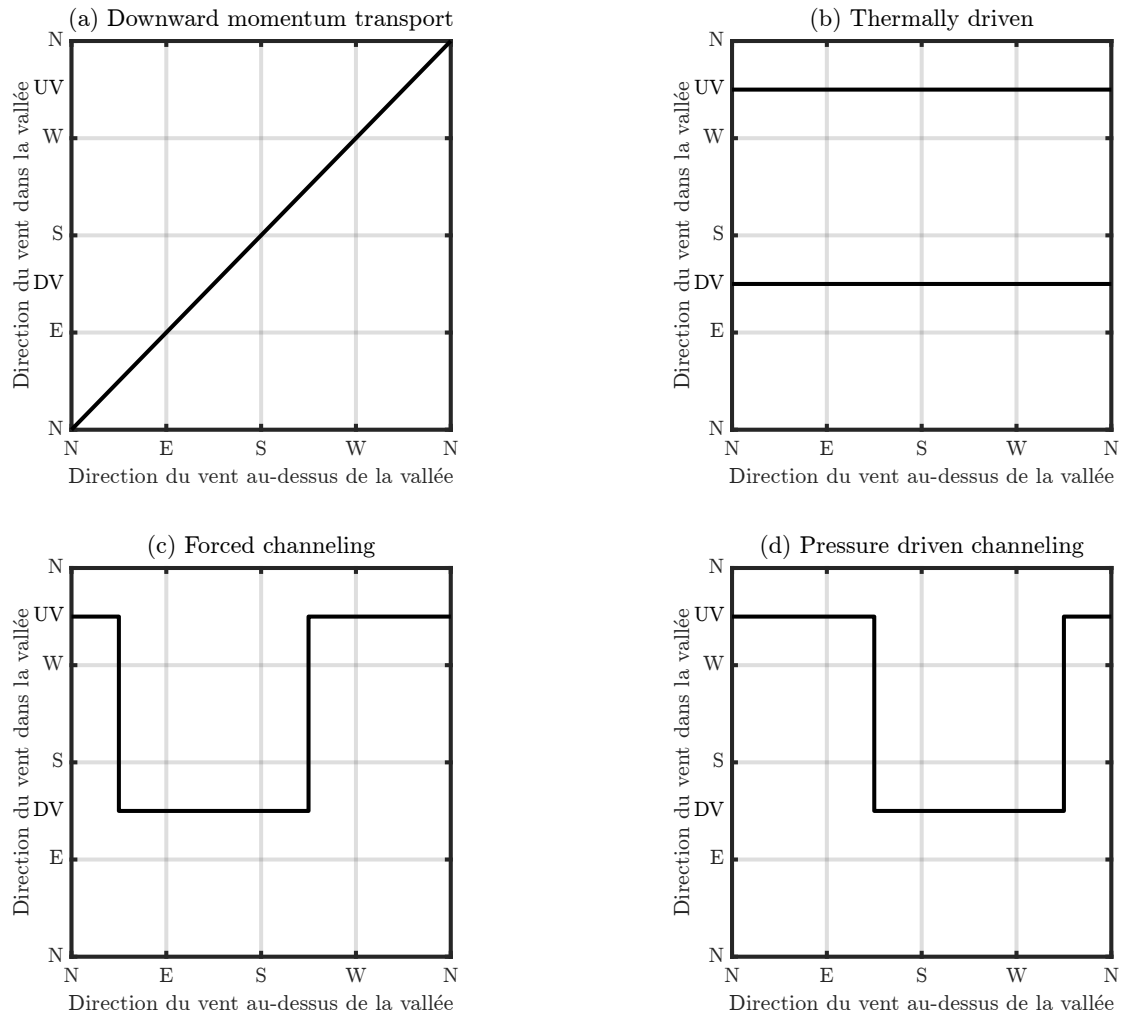 (a) Downward momentum transport
N
UV
W
S
DV
E
N
Direction du vent dans la vallée
N E S W N
Direction du vent au-dessus de la vallée
(b) Thermally driven
N
UV
W
S
DV
E
N
Direction du vent dans la vallée
N E S W N
Direction du vent au-dessus de la vallée
(c) Forced channeling
N
UV
W
S
DV
E
N
Direction du vent dans la vallée
N E S W N
Direction du vent au-dessus de la vallée
(d) Pressure driven channeling
N
UV
W
S
DV
E
N
Direction du vent dans la vallée
N E S W N
Direction du vent au-dessus de la vallée